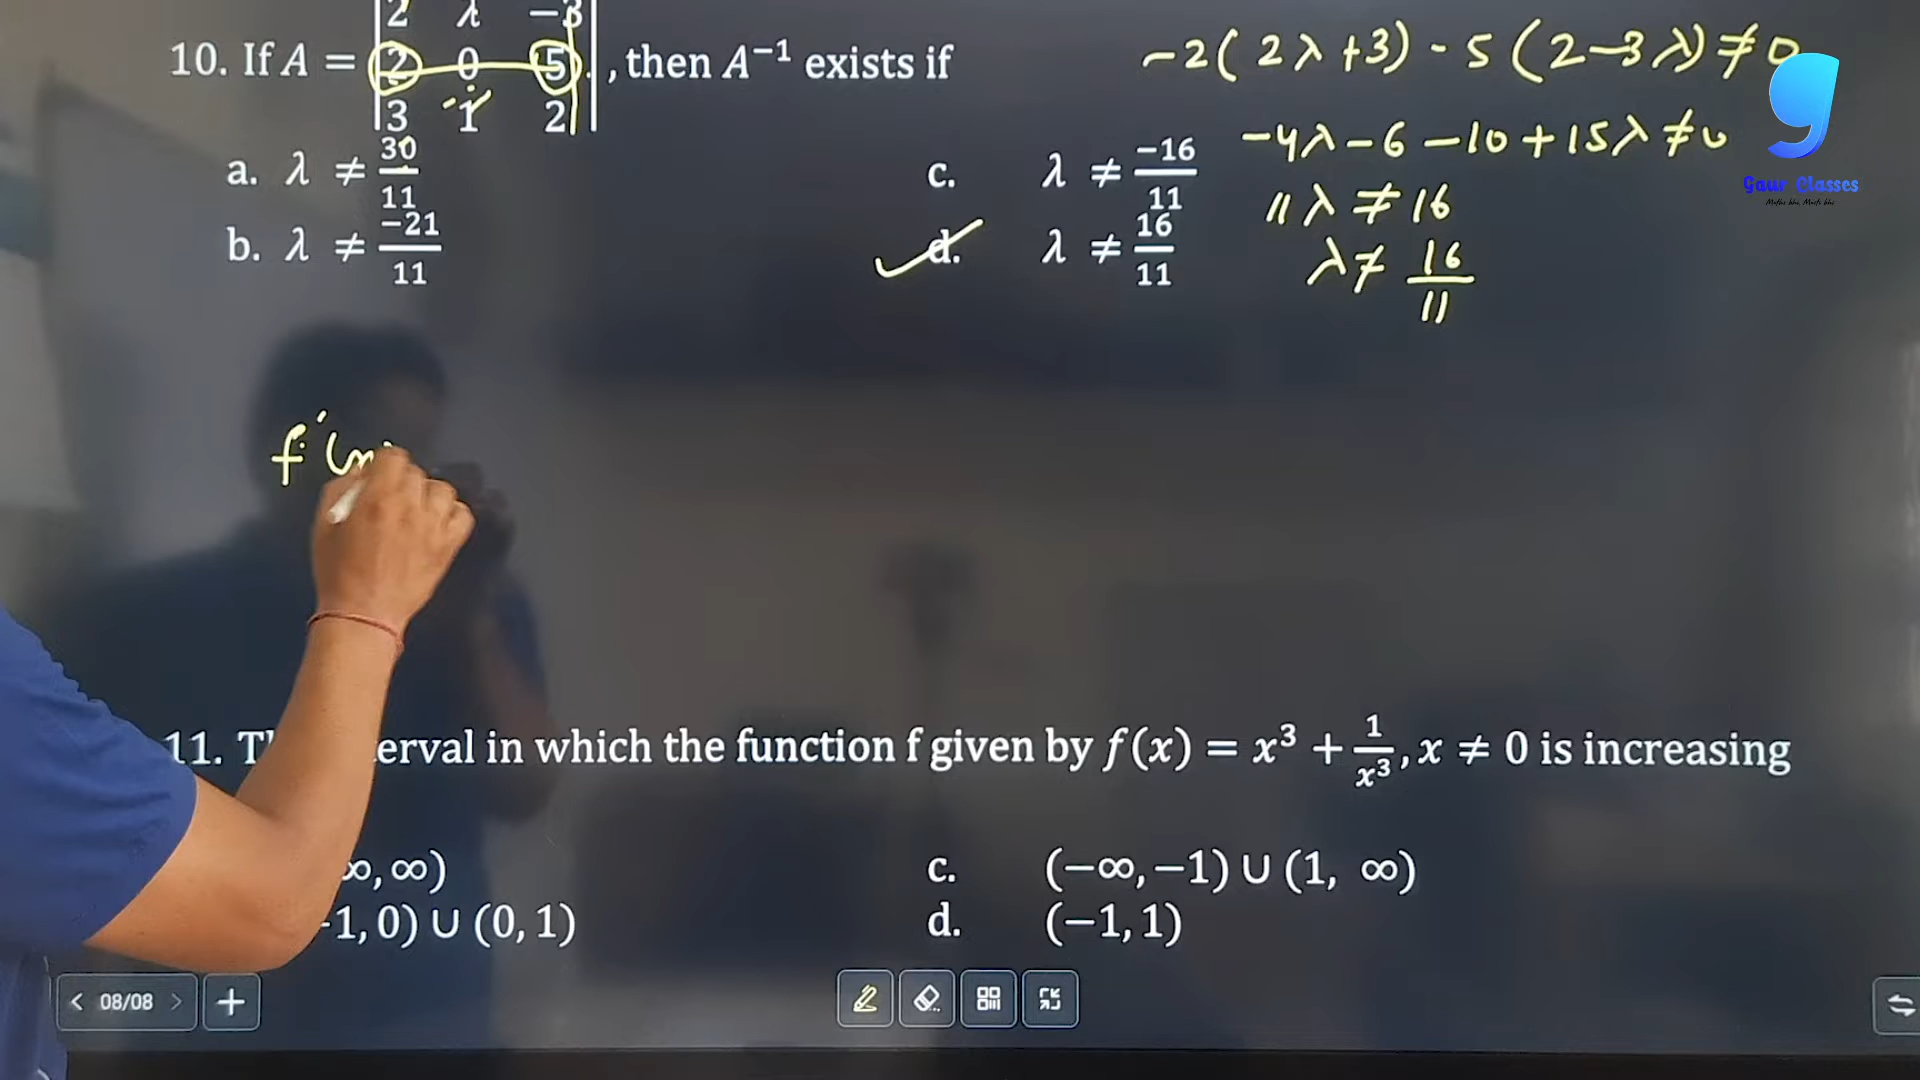 2 λ −3
10. If A = 2 0 5 , then A⁻¹ exists if
3 1 2
a. λ ≠ 30/11
b. λ ≠ −21/11
c. λ ≠ −16/11
d. λ ≠ 16/11
-2(2λ+3) - 5(2-3λ) ≠ 0
-4λ - 6 - 10 + 15λ ≠ 0
11λ ≠ 16
λ ≠ 16/11
g
Gaur Classes
f'(
11. erval in which the function f given by f(x) = x³ + 1/x³, x ≠ 0 is increasing
∞, ∞)
-1, 0) ∪ (0, 1)
c. (−∞, −1) ∪ (1, ∞)
d. (−1, 1)
< 08/08 > +